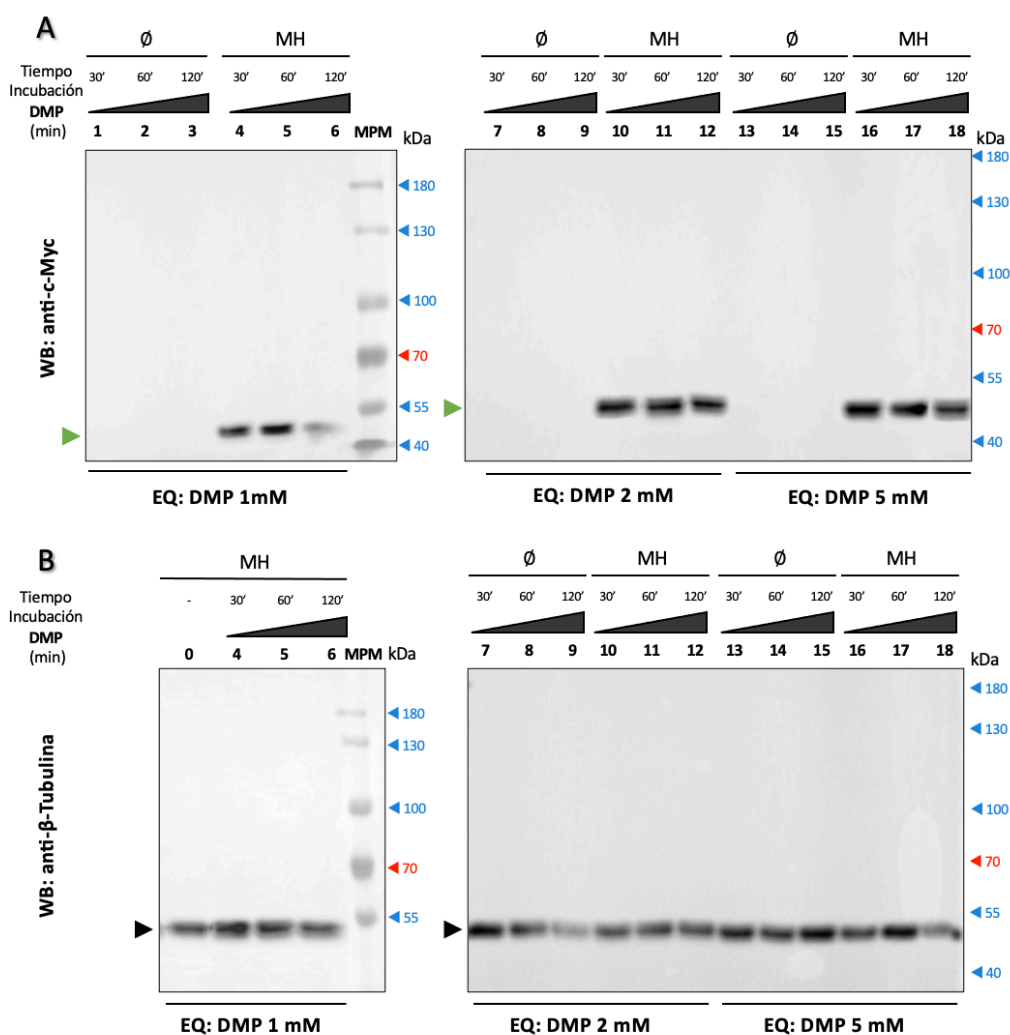 A
Ø MH Ø MH Ø MH
Tiempo
Incubación
DMP
(min)
30’ 60’ 120’ 30’ 60’ 120’ 30’ 60’ 120’ 30’ 60’ 120’ 30’ 60’ 120’ 30’ 60’ 120’
1 2 3 4 5 6 MPM kDa 7 8 9 10 11 12 13 14 15 16 17 18 kDa
WB: anti-c-Myc
180
130
100
70
55
40
180
130
100
70
55
40
EQ: DMP 1mM EQ: DMP 2 mM EQ: DMP 5 mM
B
MH Ø MH Ø MH
Tiempo
Incubación
DMP
(min)
- 30’ 60’ 120’ 30’ 60’ 120’ 30’ 60’ 120’ 30’ 60’ 120’ 30’ 60’ 120’
0 4 5 6 MPM kDa 7 8 9 10 11 12 13 14 15 16 17 18 kDa
WB: anti-β-Tubulina
180
130
100
70
55
180
130
100
70
55
40
EQ: DMP 1 mM EQ: DMP 2 mM EQ: DMP 5 mM